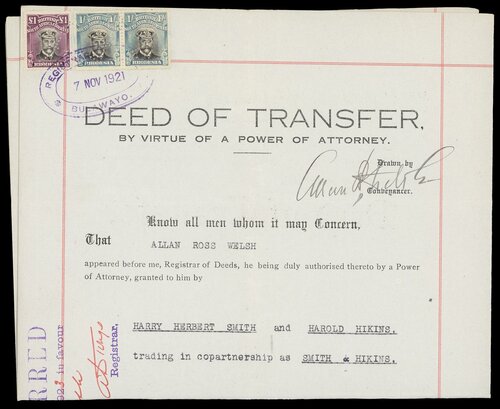 £1 £1 1/- 1/-
RHODESIA RHODESIA RHODESIA
7 NOV 1921
BULAWAYO.
DEED OF TRANSFER,
BY VIRTUE OF A POWER OF ATTORNEY.
Drawn by
Conveyancer.
Know all men whom it may Concern,
That ALLAN ROSS WELSH
appeared before me, Registrar of Deeds, he being duly authorised thereto by a Power
of Attorney, granted to him by
HARRY HERBERT SMITH and HAROLD HIKINS.
trading in copartnership as SMITH & HIKINS.
RRED
in favour
Registrar,